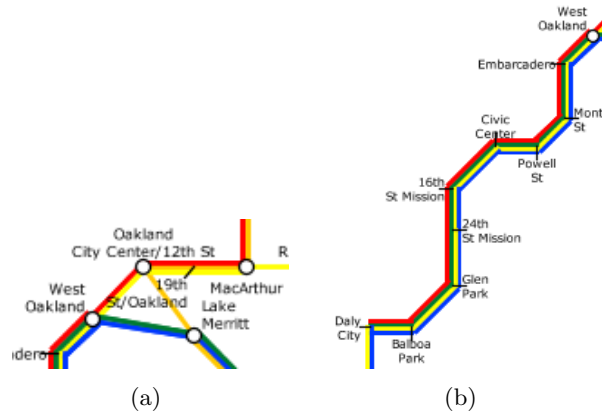 Oakland
City Center/12th St R
19th
MacArthur
West
Oakland
St/Oakland
Lake
Merritt
dero
(a)
West
Oakland
Embarcadero
Mont
St
Civic
Center
Powell
St
16th
St Mission
24th
St Mission
Glen
Park
Daly
City
Balboa
Park
(b)